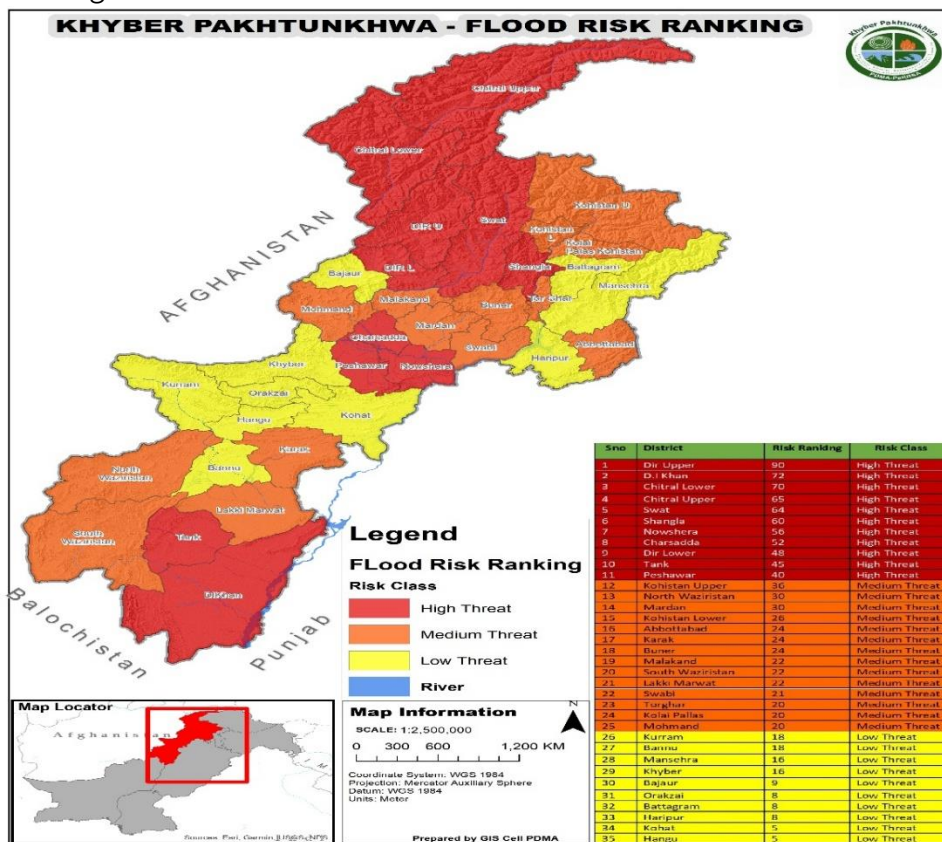 KHYBER PAKHTUNKHWA - FLOOD RISK RANKING
Khyber Pakhtunkhwa
PDMA-PaRRSA
Chitral Upper
Chitral Lower
Kohistan U
DIR U
Swat
Kohistan
L
Kolai
Palas Kohistan
AFGHANISTAN
DIR L
Shangla
Battagram
Bajaur
Mansehra
Mohmand
Malakand
Buner
Tor Ghar
Mardan
Charsadda
Swabi
Abbottabad
Haripur
Khyber
Peshawar
Nowshera
Kurram
Orakzai
Hangu
Kohat
Karak
Bannu
North
Waziristan
Lakki Marwat
South
Waziristan
Tank
DIKhan
Balochistan
Punjab
Legend
FLood Risk Ranking
Risk Class
High Threat
Medium Threat
Low Threat
River
Sno District Risk Ranking Risk Class
1 Dir Upper 90 High Threat
2 D.I Khan 72 High Threat
3 Chitral Lower 70 High Threat
4 Chitral Upper 65 High Threat
5 Swat 64 High Threat
6 Shangla 60 High Threat
7 Nowshera 56 High Threat
8 Charsadda 52 High Threat
9 Dir Lower 48 High Threat
10 Tank 45 High Threat
11 Peshawar 40 High Threat
12 Kohistan Upper 36 Medium Threat
13 North Waziristan 30 Medium Threat
14 Mardan 30 Medium Threat
15 Kohistan Lower 26 Medium Threat
16 Abbottabad 24 Medium Threat
17 Karak 24 Medium Threat
18 Buner 24 Medium Threat
19 Malakand 22 Medium Threat
20 South Waziristan 22 Medium Threat
21 Lakki Marwat 22 Medium Threat
22 Swabi 21 Medium Threat
23 Torghar 20 Medium Threat
24 Kolai Pallas 20 Medium Threat
25 Mohmand 20 Medium Threat
26 Kurram 18 Low Threat
27 Bannu 18 Low Threat
28 Mansehra 16 Low Threat
29 Khyber 16 Low Threat
30 Bajaur 9 Low Threat
31 Orakzai 8 Low Threat
32 Battagram 8 Low Threat
33 Haripur 8 Low Threat
34 Kohat 5 Low Threat
35 Hangu 5 Low Threat
Map Locator
Afghanistan
Sources: Esri, Garmin, USGS, NPS
Map Information
N
SCALE: 1:2,500,000
0 300 600 1,200 KM
Coordinate System: WGS 1984
Projection: Mercator Auxiliary Sphere
Datum: WGS 1984
Units: Meter
Prepared by GIS Cell PDMA